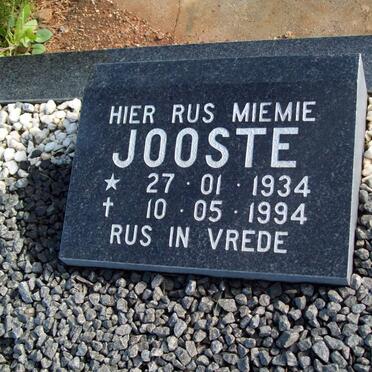 HIER RUS MIEMIE
JOOSTE
★ 27·01·1934
† 10·05·1994
RUS IN VREDE